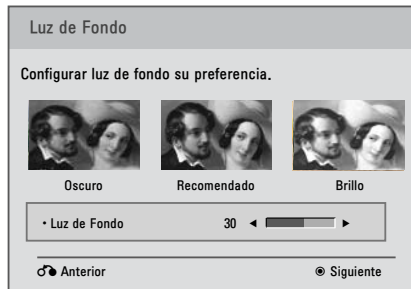 Luz de Fondo
Configurar luz de fondo su preferencia.
Oscuro Recomendado Brillo
• Luz de Fondo 30 ◄ ►
Anterior ◉ Siguiente